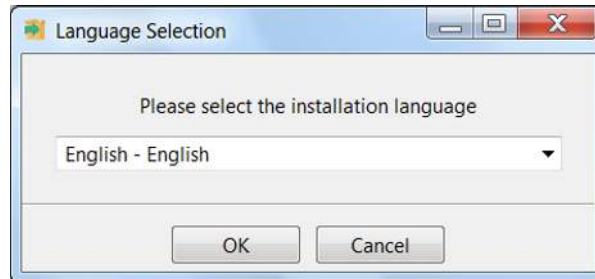 Language Selection
Please select the installation language
English - English
OK
Cancel